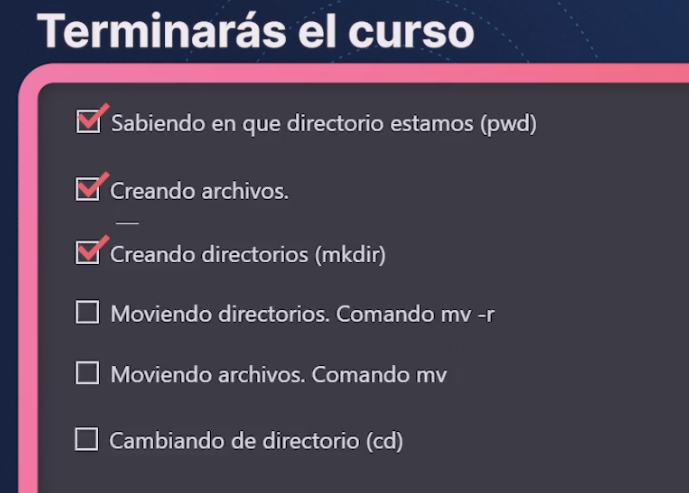 Terminarás el curso
Sabiendo en que directorio estamos (pwd)
Creando archivos.
Creando directorios (mkdir)
Moviendo directorios. Comando mv -r
Moviendo archivos. Comando mv
Cambiando de directorio (cd)